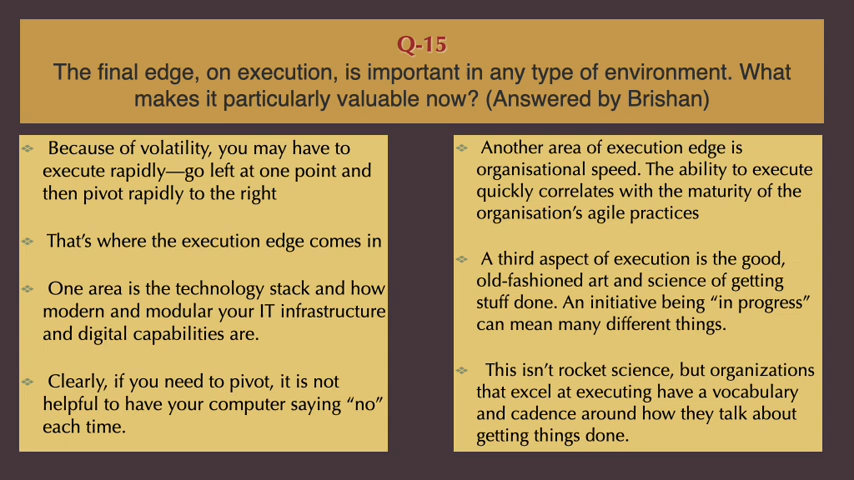 Q-15
The final edge, on execution, is important in any type of environment. What
makes it particularly valuable now? (Answered by Brishan)
Because of volatility, you may have to
execute rapidly—go left at one point and
then pivot rapidly to the right
That's where the execution edge comes in
One area is the technology stack and how
modern and modular your IT infrastructure
and digital capabilities are.
Clearly, if you need to pivot, it is not
helpful to have your computer saying “no”
each time.
Another area of execution edge is
organisational speed. The ability to execute
quickly correlates with the maturity of the
organisation's agile practices
A third aspect of execution is the good,
old-fashioned art and science of getting
stuff done. An initiative being “in progress”
can mean many different things.
This isn't rocket science, but organizations
that excel at executing have a vocabulary
and cadence around how they talk about
getting things done.